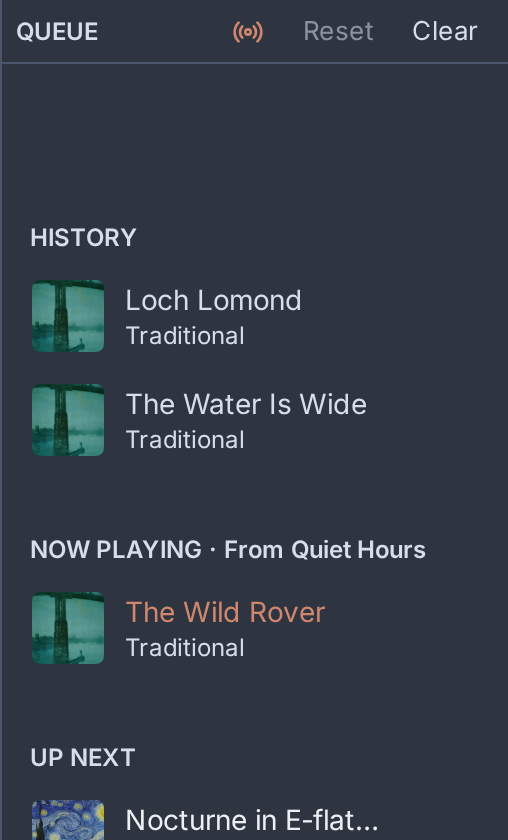 QUEUE Reset Clear
HISTORY
Loch Lomond
Traditional
The Water Is Wide
Traditional
NOW PLAYING · From Quiet Hours
The Wild Rover
Traditional
UP NEXT
Nocturne in E-flat...